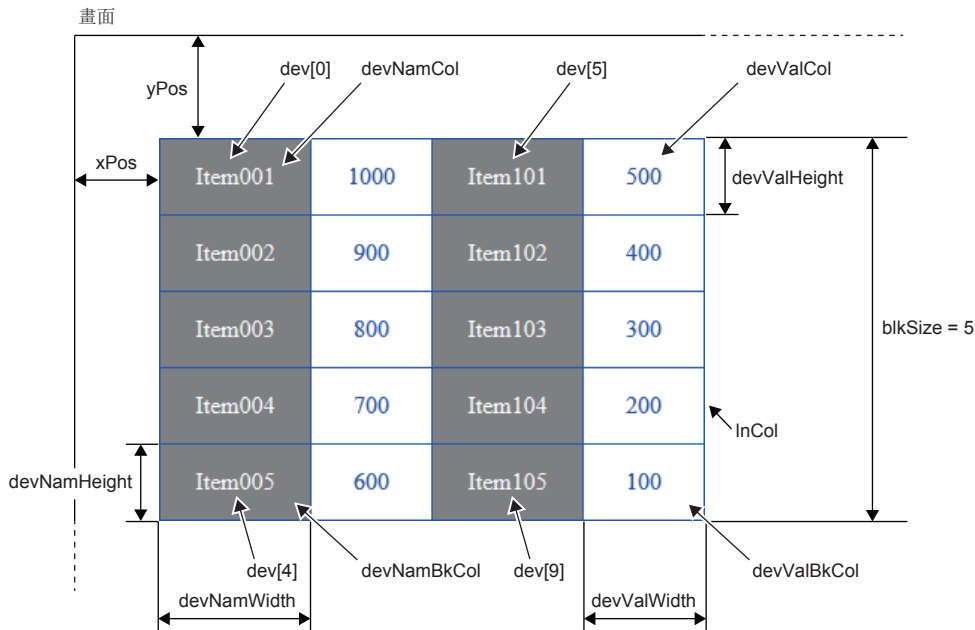 畫面
dev[0]
devNamCol
dev[5]
devValCol
yPos
xPos
Item001 1000 Item101 500
devValHeight
Item002 900 Item102 400
Item003 800 Item103 300
blkSize = 5
Item004 700 Item104 200
lnCol
devNamHeight
Item005 600 Item105 100
dev[4]
devNamBkCol
dev[9]
devValBkCol
devNamWidth
devValWidth